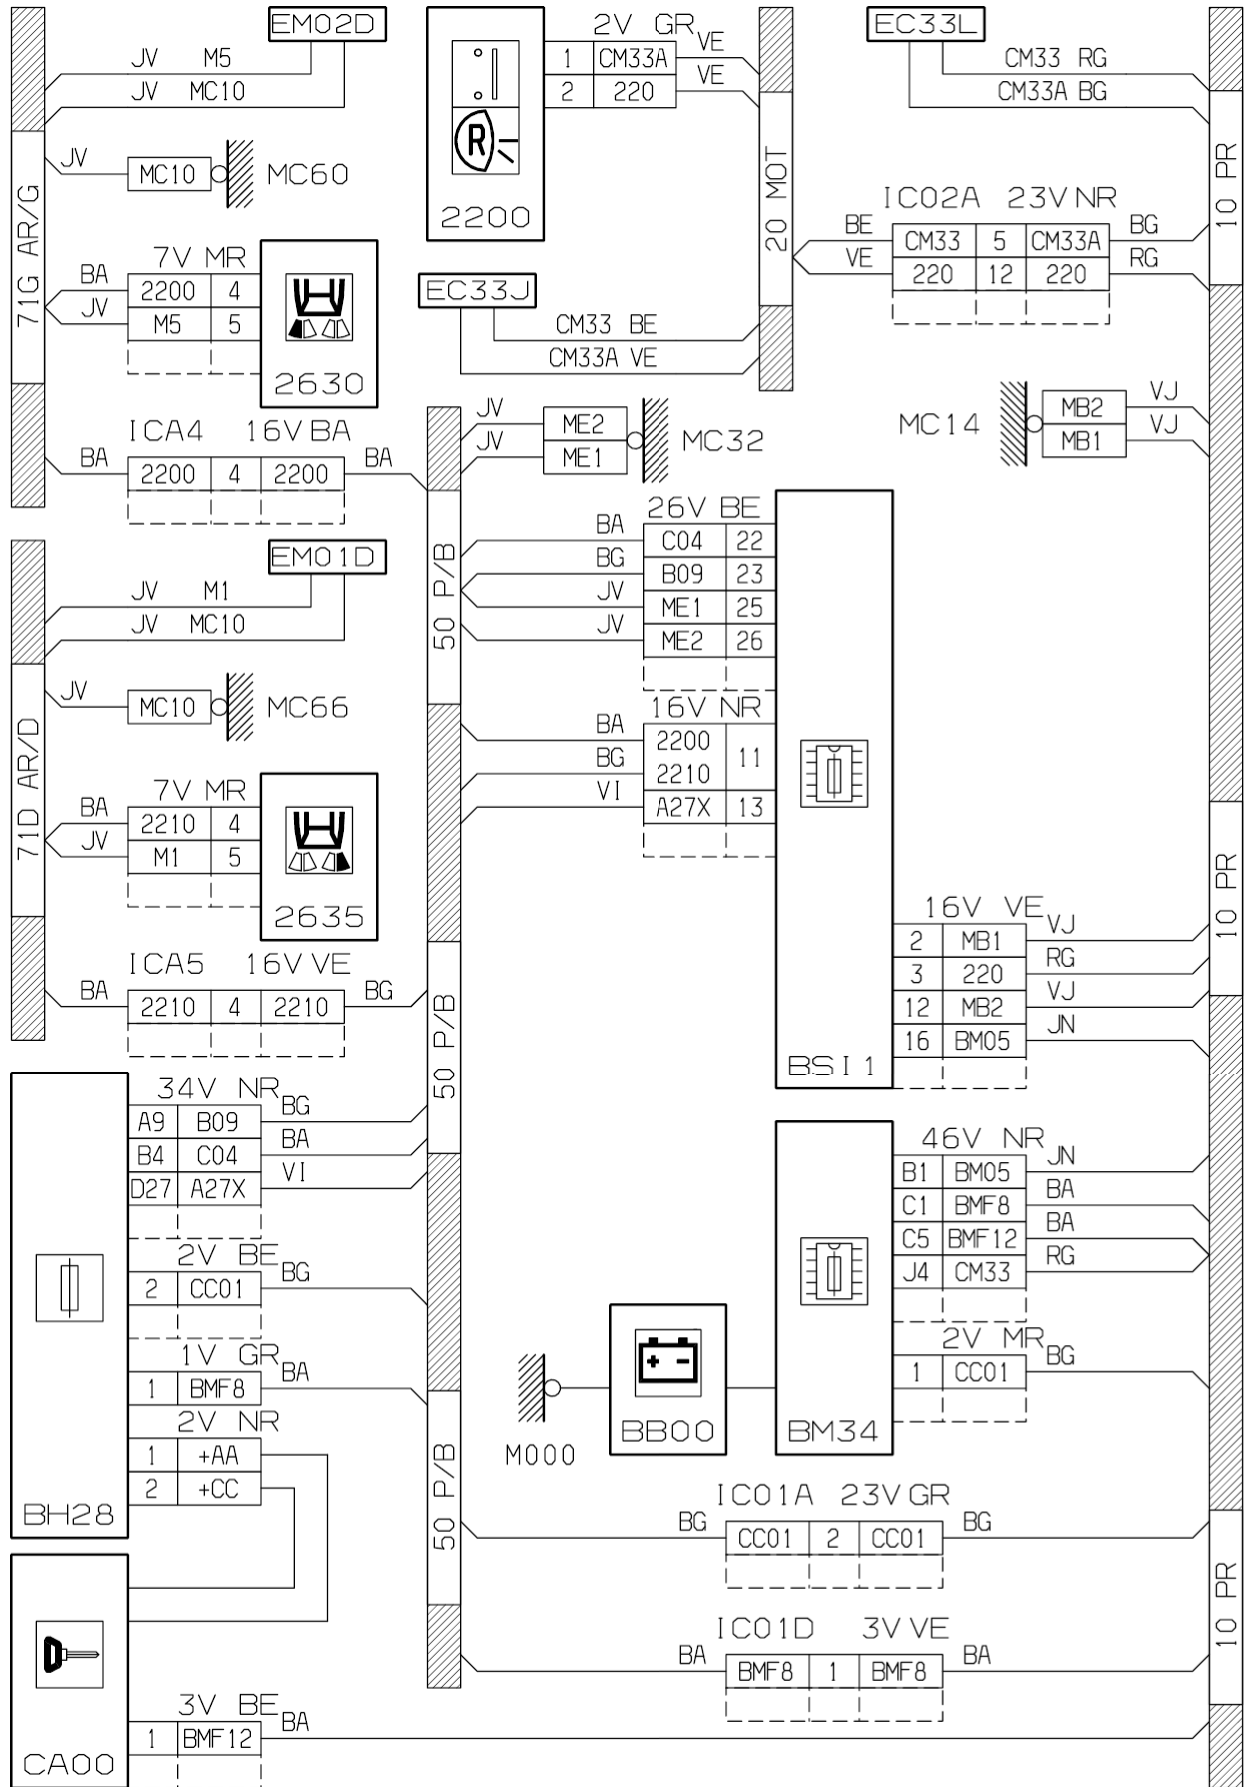 EM02D
JV M5
JV MC10
JV
MC10
MC60
71G AR/G
7V MR
BA 2200 4
JV M5 5
2630
ICA4 16V BA
BA 2200 4 2200 BA
EM01D
JV M1
JV MC10
JV
MC10
MC66
71D AR/D
7V MR
BA 2210 4
JV M1 5
2635
ICA5 16V VE
BA 2210 4 2210 BG
34V NR
A9 B09 BG
B4 C04 BA
D27 A27X VI
2V BE
2 CC01 BG
1V GR
1 BMF8 BA
2V NR
1 +AA
2 +CC
BH28
3V BE
1 BMF12 BA
CA00
2V GR
1 CM33A VE
2 220 VE
R
2200
EC33J
CM33 BE
CM33A VE
20 MOT
EC33L
CM33 RG
CM33A BG
10 PR
IC02A 23V NR
BE CM33 5 CM33A BG
VE 220 12 220 RG
JV ME2
JV ME1
MC32
MC14
MB2 VJ
MB1 VJ
50 P/B
26V BE
BA C04 22
BG B09 23
JV ME1 25
JV ME2 26
16V NR
BA 2200
11
BG 2210
VI A27X 13
16V VE
2 MB1 VJ
3 220 RG
12 MB2 VJ
16 BM05 JN
BSI1
10 PR
50 P/B
46V NR
B1 BM05 JN
C1 BMF8 BA
C5 BMF12 BA
J4 CM33 RG
2V MR
1 CC01 BG
BM34
+ -
BB00
M000
50 P/B
IC01A 23V GR
BG CC01 2 CC01 BG
IC01D 3V VE
BA BMF8 1 BMF8 BA
10 PR